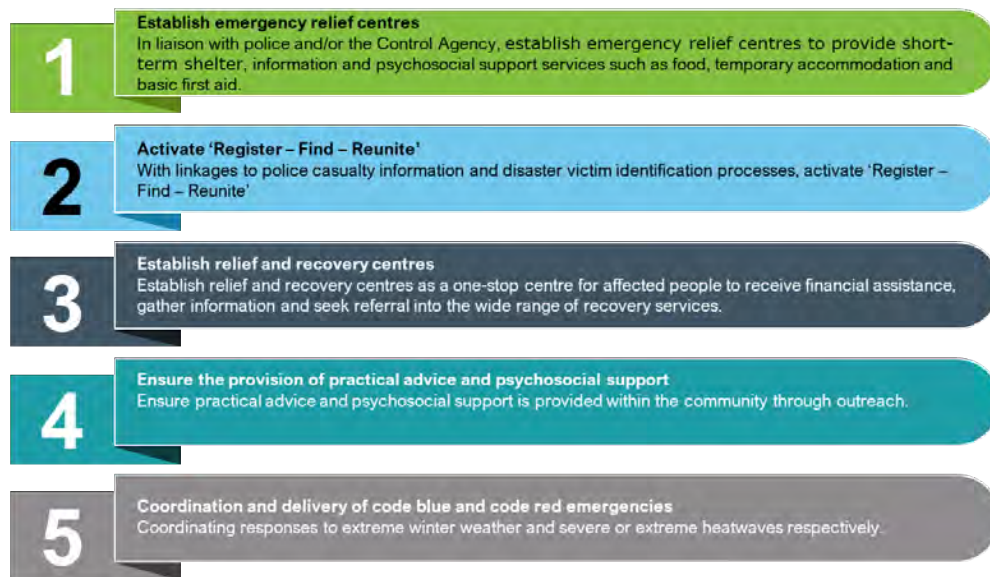 1
Establish emergency relief centres
In liaison with police and/or the Control Agency, establish emergency relief centres to provide short-
term shelter, information and psychosocial support services such as food, temporary accommodation and
basic first aid.
2
Activate ‘Register – Find – Reunite’
With linkages to police casualty information and disaster victim identification processes, activate ‘Register –
Find – Reunite’
3
Establish relief and recovery centres
Establish relief and recovery centres as a one-stop centre for affected people to receive financial assistance,
gather information and seek referral into the wide range of recovery services.
4
Ensure the provision of practical advice and psychosocial support
Ensure practical advice and psychosocial support is provided within the community through outreach.
5
Coordination and delivery of code blue and code red emergencies
Coordinating responses to extreme winter weather and severe or extreme heatwaves respectively.